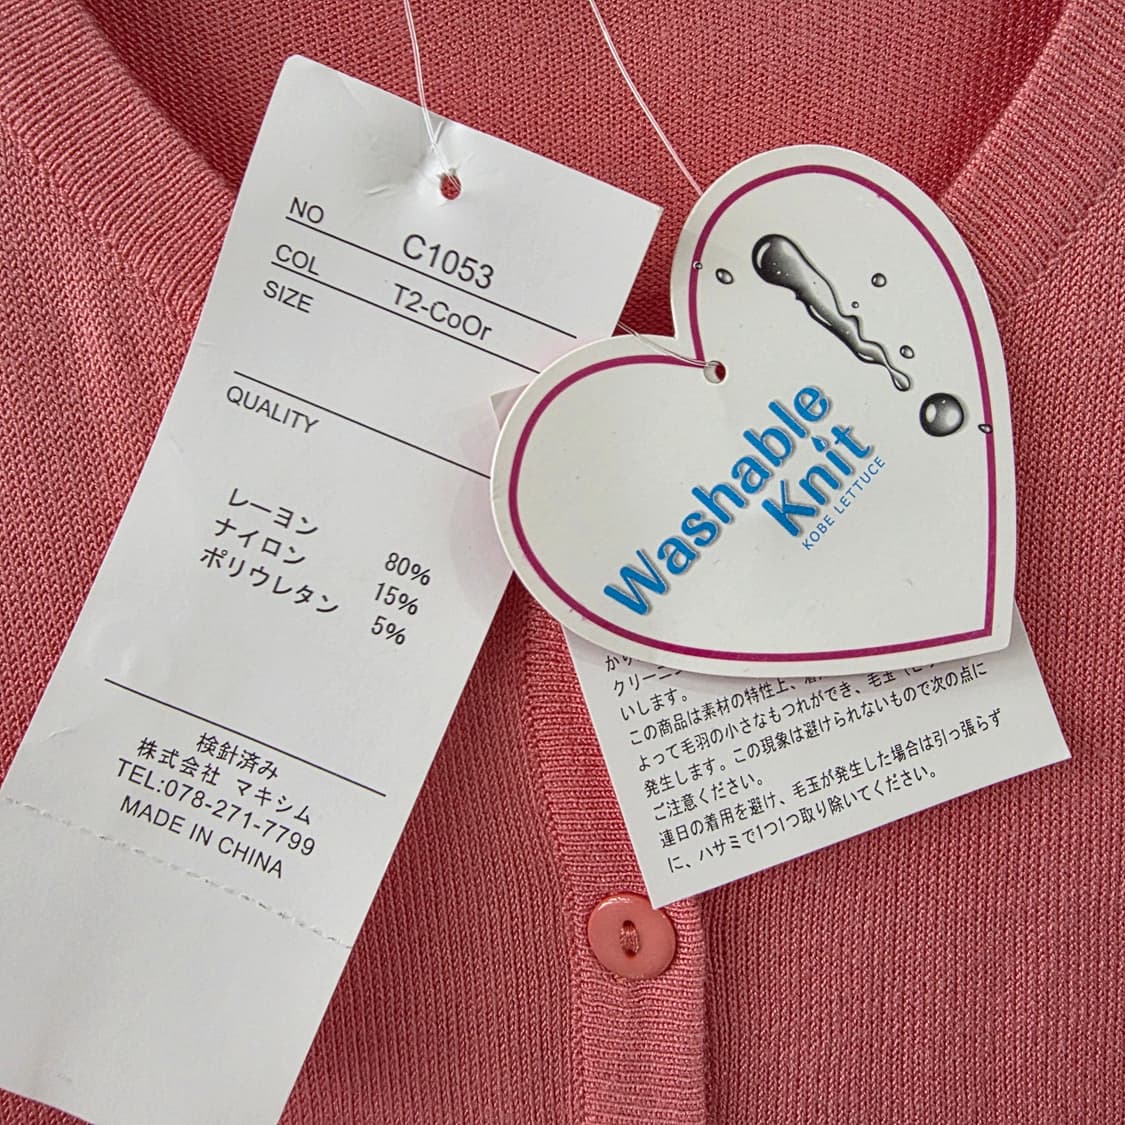 NO C1053
COL T2-CoOr
SIZE
QUALITY
レーヨン 80%
ナイロン 15%
ポリウレタン 5%
検針済み
株式会社 マキシム
TEL:078-271-7799
MADE IN CHINA
Washable
Knit
KOBE LETTUCE
クリーニン
いします。
この商品は素材の特性上、
よって毛羽の小さなもつれができ、毛玉
発生します。この現象は避けられないもので次の点に
ご注意ください。
連日の着用を避け、毛玉が発生した場合は引っ張らず
に、ハサミで1つ1つ取り除いてください。